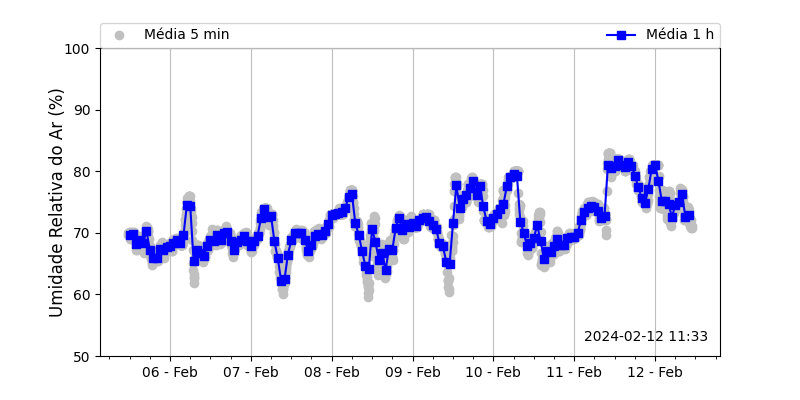 Média 5 min
Média 1 h
100
90
80
70
60
50
Umidade Relativa do Ar (%)
2024-02-12 11:33
06 - Feb
07 - Feb
08 - Feb
09 - Feb
10 - Feb
11 - Feb
12 - Feb